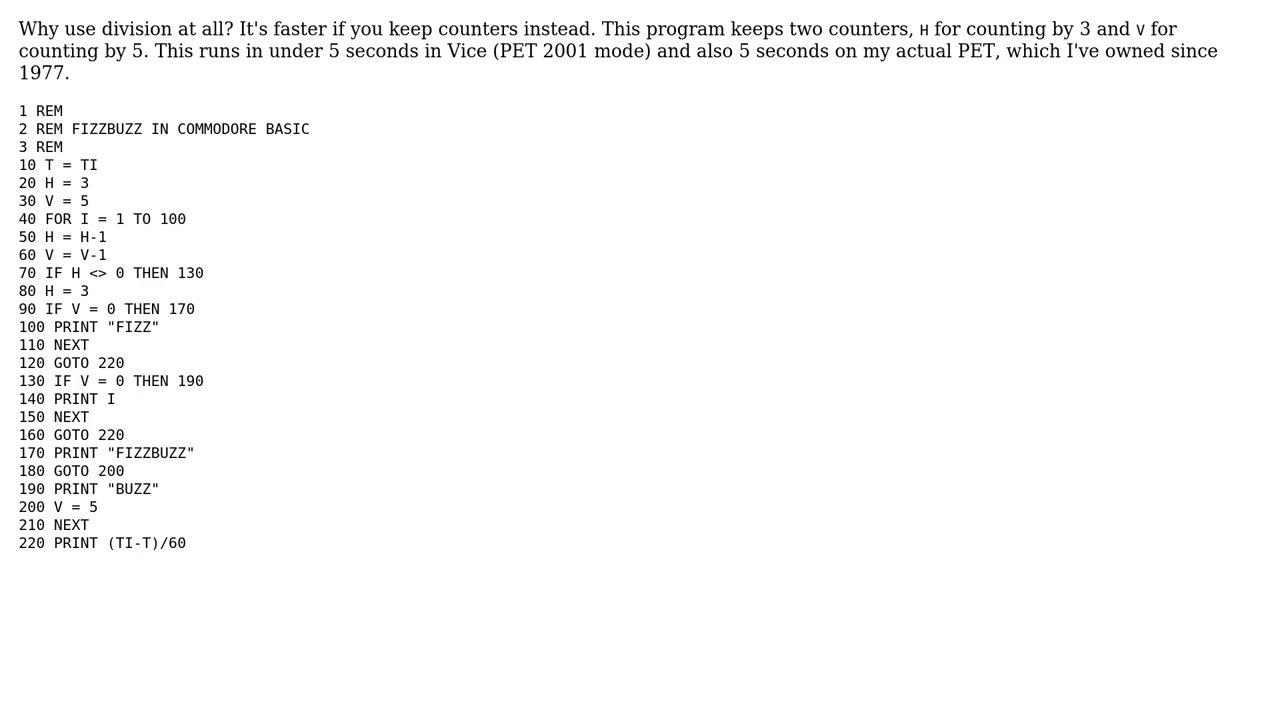 Why use division at all? It's faster if you keep counters instead. This program keeps two counters, H for counting by 3 and V for
counting by 5. This runs in under 5 seconds in Vice (PET 2001 mode) and also 5 seconds on my actual PET, which I've owned since
1977.
1 REM
2 REM FIZZBUZZ IN COMMODORE BASIC
3 REM
10 T = TI
20 H = 3
30 V = 5
40 FOR I = 1 TO 100
50 H = H-1
60 V = V-1
70 IF H <> 0 THEN 130
80 H = 3
90 IF V = 0 THEN 170
100 PRINT "FIZZ"
110 NEXT
120 GOTO 220
130 IF V = 0 THEN 190
140 PRINT I
150 NEXT
160 GOTO 220
170 PRINT "FIZZBUZZ"
180 GOTO 200
190 PRINT "BUZZ"
200 V = 5
210 NEXT
220 PRINT (TI-T)/60